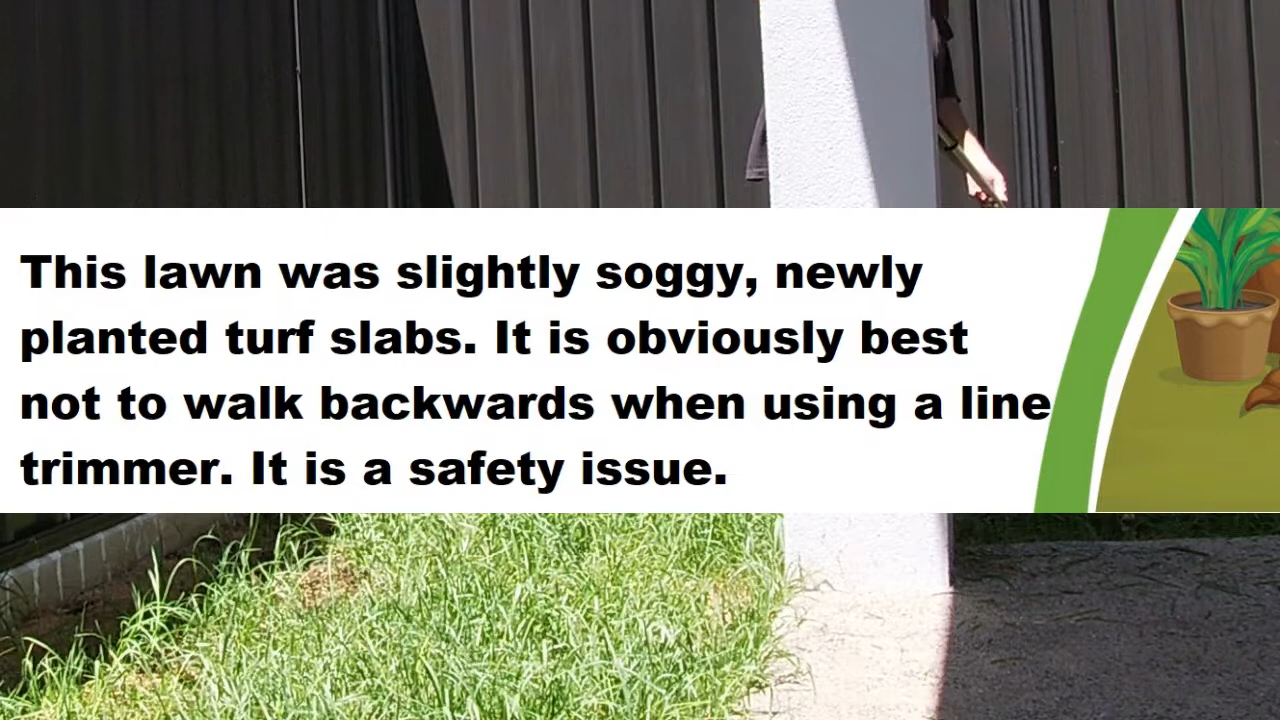 This lawn was slightly soggy, newly
planted turf slabs. It is obviously best
not to walk backwards when using a line
trimmer. It is a safety issue.